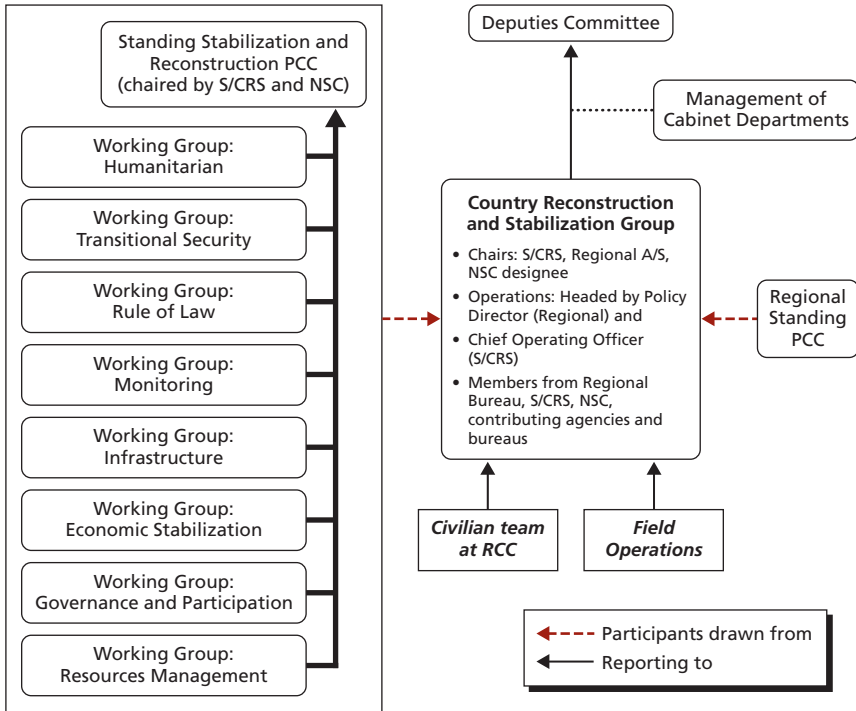 Standing Stabilization and
Reconstruction PCC
(chaired by S/CRS and NSC)
Working Group:
Humanitarian
Working Group:
Transitional Security
Working Group:
Rule of Law
Working Group:
Monitoring
Working Group:
Infrastructure
Working Group:
Economic Stabilization
Working Group:
Governance and Participation
Working Group:
Resources Management
Deputies Committee
Management of
Cabinet Departments
Country Reconstruction
and Stabilization Group
• Chairs: S/CRS, Regional A/S,
NSC designee
• Operations: Headed by Policy
Director (Regional) and
• Chief Operating Officer
(S/CRS)
• Members from Regional
Bureau, S/CRS, NSC,
contributing agencies and
bureaus
Regional
Standing
PCC
Civilian team
at RCC
Field
Operations
Participants drawn from
Reporting to